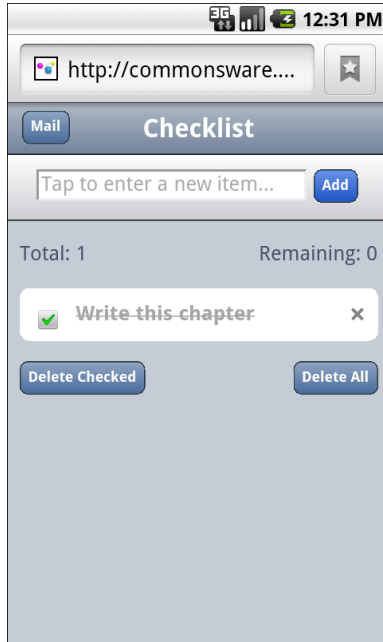 3G 12:31 PM
http://commonsware....
Mail Checklist
Tap to enter a new item... Add
Total: 1 Remaining: 0
Write this chapter ×
Delete Checked Delete All